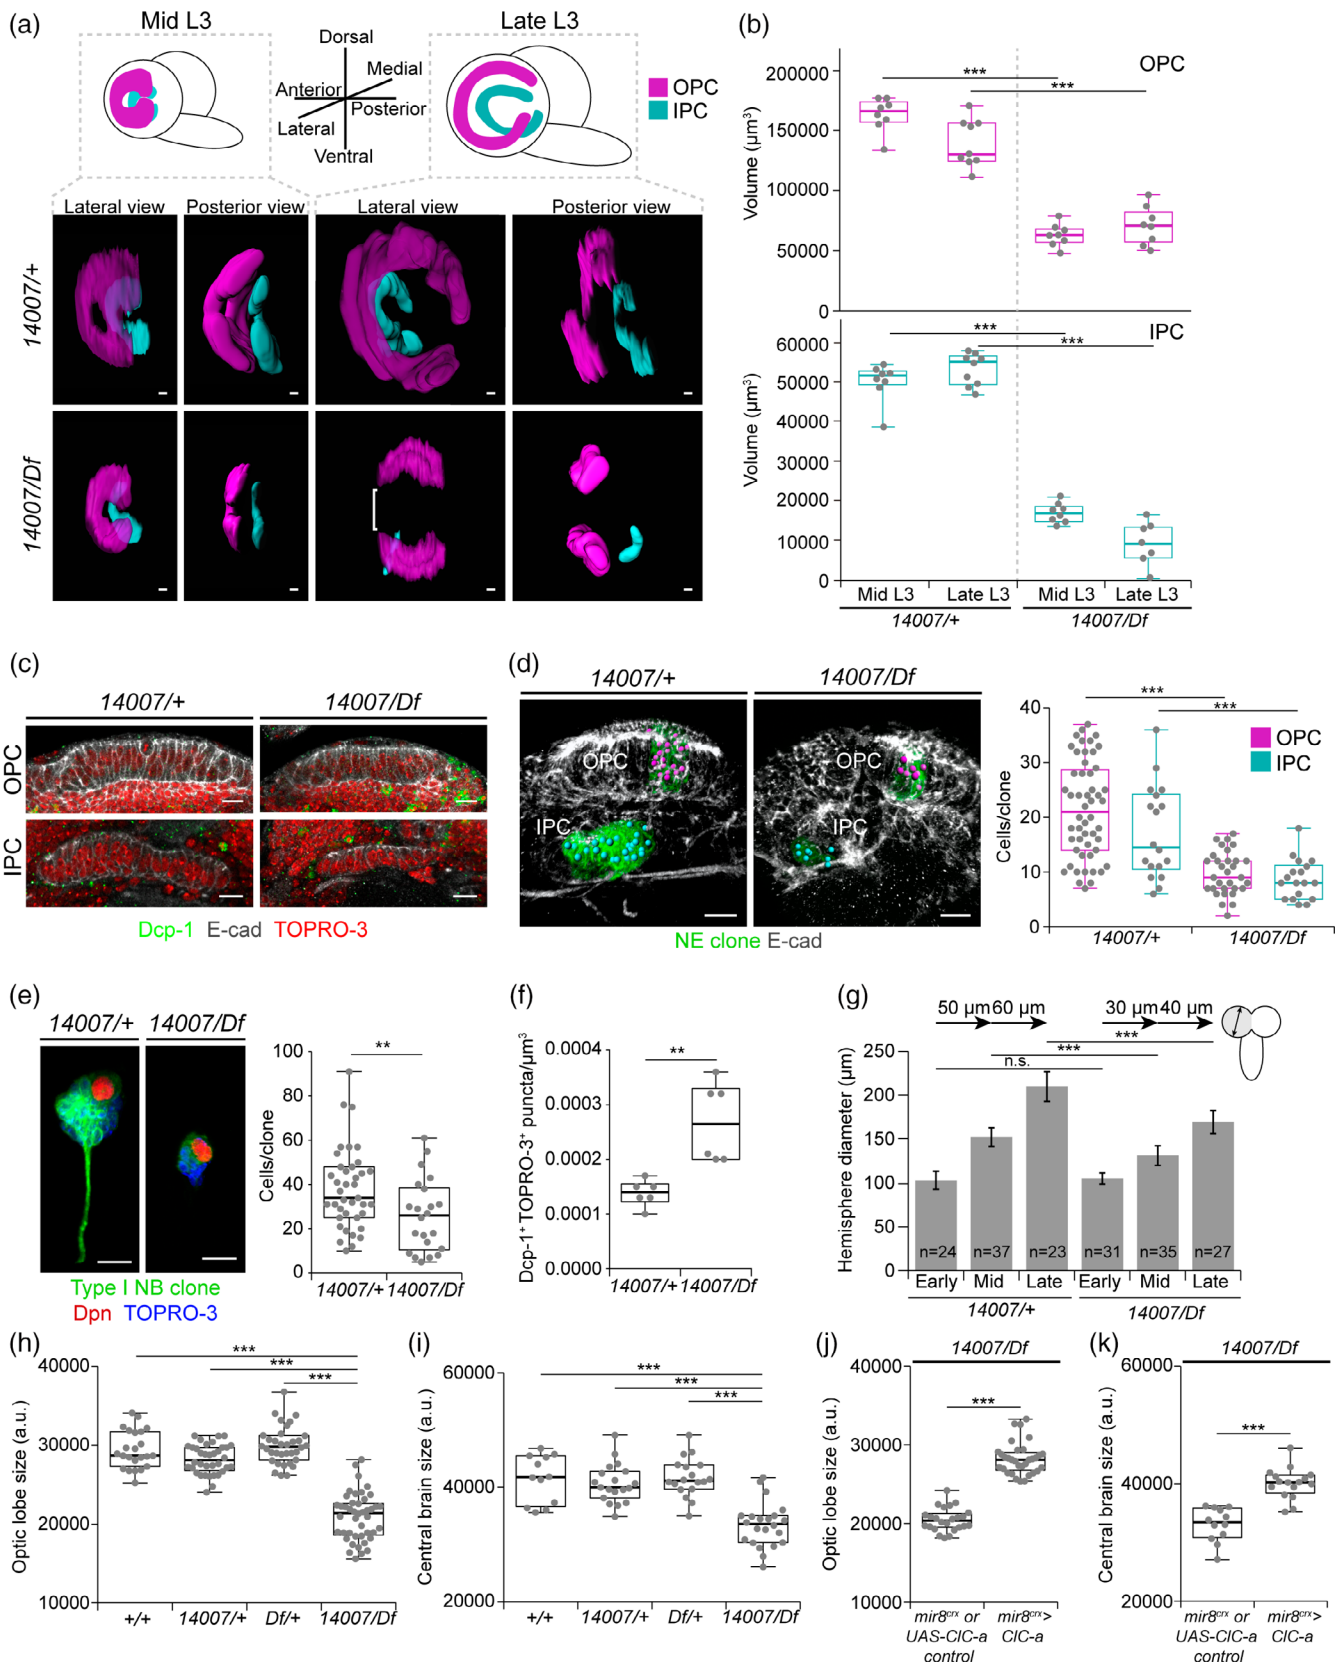 (a)
Mid L3
Late L3
Dorsal
Medial
Anterior
Posterior
Lateral
Ventral
OPC
IPC
Lateral view
Posterior view
Lateral view
Posterior view
14007/+
14007/Df
(b)
OPC
***
***
Volume (µm³)
200000
150000
100000
50000
0
IPC
***
***
Volume (µm³)
60000
50000
40000
30000
20000
10000
0
Mid L3
Late L3
Mid L3
Late L3
14007/+
14007/Df
(c)
14007/+
14007/Df
OPC
IPC
Dcp-1 E-cad TOPRO-3
(d)
14007/+
14007/Df
OPC
IPC
OPC
IPC
NE clone E-cad
***
***
OPC
IPC
Cells/clone
40
30
20
10
0
14007/+
14007/Df
(e)
14007/+
14007/Df
Type I NB clone
Dpn TOPRO-3
**
Cells/clone
100
80
60
40
20
0
14007/+ 14007/Df
(f)
**
Dcp-1⁺ TOPRO-3⁺ puncta/µm³
0.0004
0.0003
0.0002
0.0001
0.0000
14007/+ 14007/Df
(g)
50 µm 60 µm
30 µm 40 µm
***
***
n.s.
Hemisphere diameter (µm)
250
200
150
100
50
0
n=24
n=37
n=23
n=31
n=35
n=27
Early
Mid
Late
Early
Mid
Late
14007/+
14007/Df
(h)
***
***
***
Optic lobe size (a.u.)
40000
30000
20000
10000
+/+
14007/+
Df/+
14007/Df
(i)
***
***
***
Central brain size (a.u.)
60000
40000
20000
+/+
14007/+
Df/+
14007/Df
(j)
14007/Df
***
Optic lobe size (a.u.)
40000
30000
20000
10000
mir8ᶜʳˣ or
UAS-ClC-a
control
mir8ᶜʳˣ>
ClC-a
(k)
14007/Df
***
Central brain size (a.u.)
60000
40000
20000
mir8ᶜʳˣ or
UAS-ClC-a
control
mir8ᶜʳˣ>
ClC-a